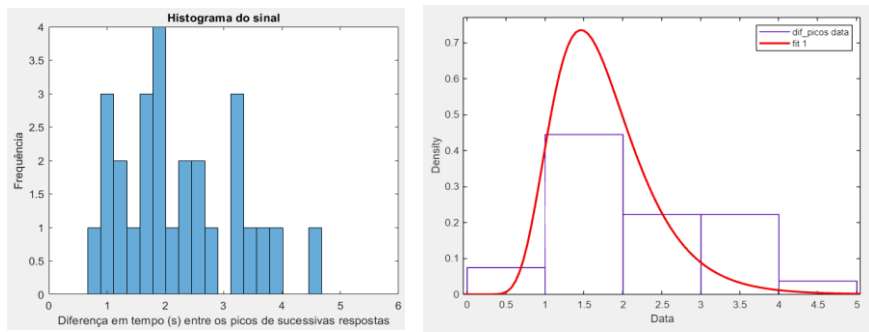 Histograma do sinal
4
3.5
3
2.5
2
1.5
1
0.5
0
Frequência
0 1 2 3 4 5 6
Diferença em tempo (s) entre os picos de sucessivas respostas
dif_picos data
fit 1
0.7
0.6
0.5
0.4
0.3
0.2
0.1
0
Density
0 0.5 1 1.5 2 2.5 3 3.5 4 4.5 5
Data